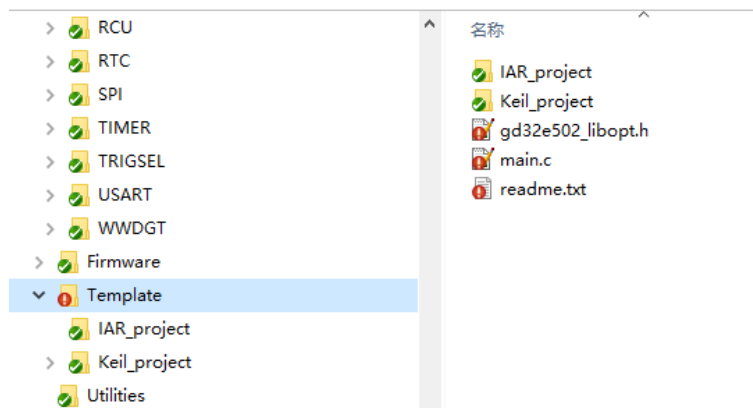 RCU
RTC
SPI
TIMER
TRIGSEL
USART
WWDGT
Firmware
Template
IAR_project
Keil_project
Utilities
名称
IAR_project
Keil_project
gd32e502_libopt.h
main.c
readme.txt